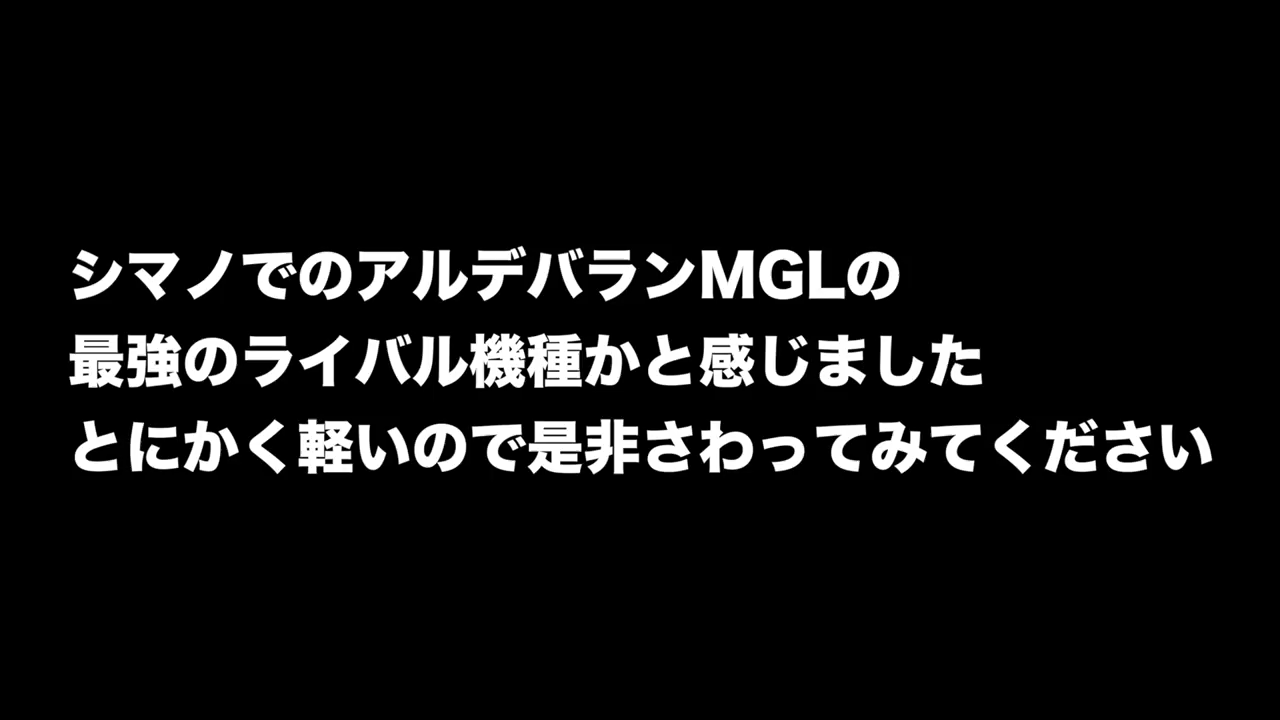 シマノでのアルデバランMGLの
最強のライバル機種かと感じました
とにかく軽いので是非さわってみてください